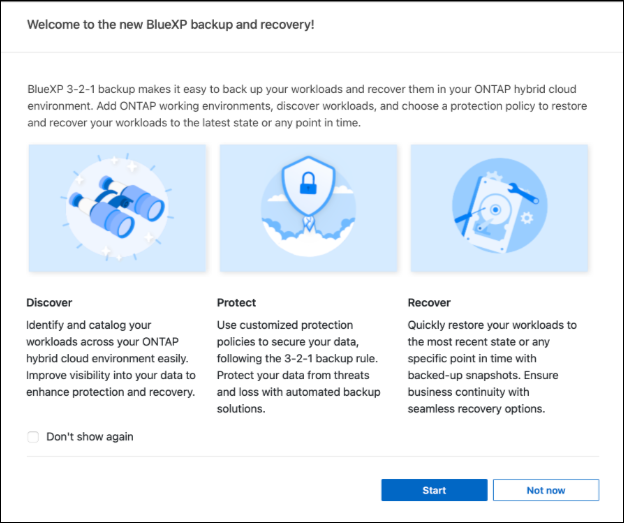 Welcome to the new BlueXP backup and recovery!
BlueXP 3-2-1 backup makes it easy to back up your workloads and recover them in your ONTAP hybrid cloud
environment. Add ONTAP working environments, discover workloads, and choose a protection policy to restore
and recover your workloads to the latest state or any point in time.
Discover
Identify and catalog your
workloads across your ONTAP
hybrid cloud environment easily.
Improve visibility into your data to
enhance protection and recovery.
Protect
Use customized protection
policies to secure your data,
following the 3-2-1 backup rule.
Protect your data from threats
and loss with automated backup
solutions.
Recover
Quickly restore your workloads to
the most recent state or any
specific point in time with
backed-up snapshots. Ensure
business continuity with
seamless recovery options.
Don't show again
Start
Not now